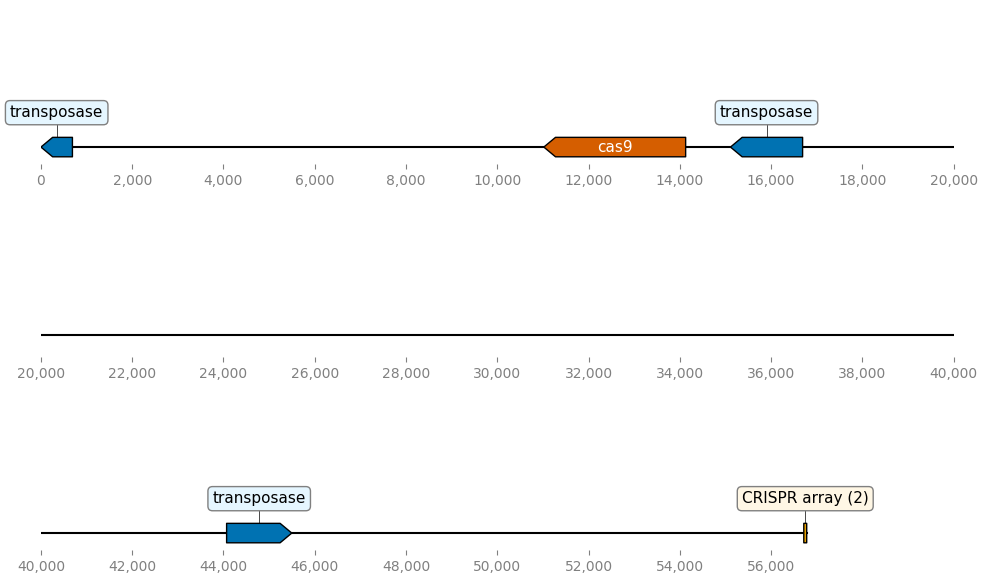 transposase transposase
cas9
0 2,000 4,000 6,000 8,000 10,000 12,000 14,000 16,000 18,000 20,000
20,000 22,000 24,000 26,000 28,000 30,000 32,000 34,000 36,000 38,000 40,000
transposase CRISPR array (2)
40,000 42,000 44,000 46,000 48,000 50,000 52,000 54,000 56,000